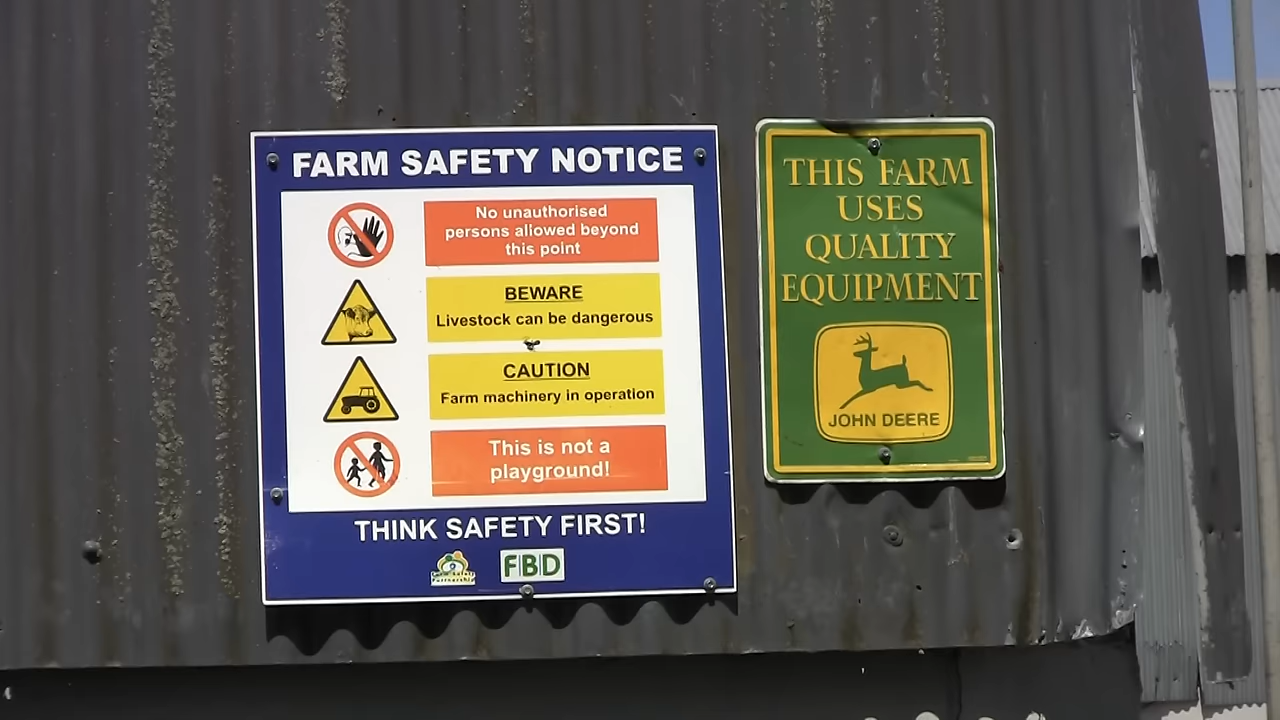 FARM SAFETY NOTICE
No unauthorised
persons allowed beyond
this point
BEWARE
Livestock can be dangerous
CAUTION
Farm machinery in operation
This is not a
playground!
THINK SAFETY FIRST!
FBD
THIS FARM
USES
QUALITY
EQUIPMENT
JOHN DEERE